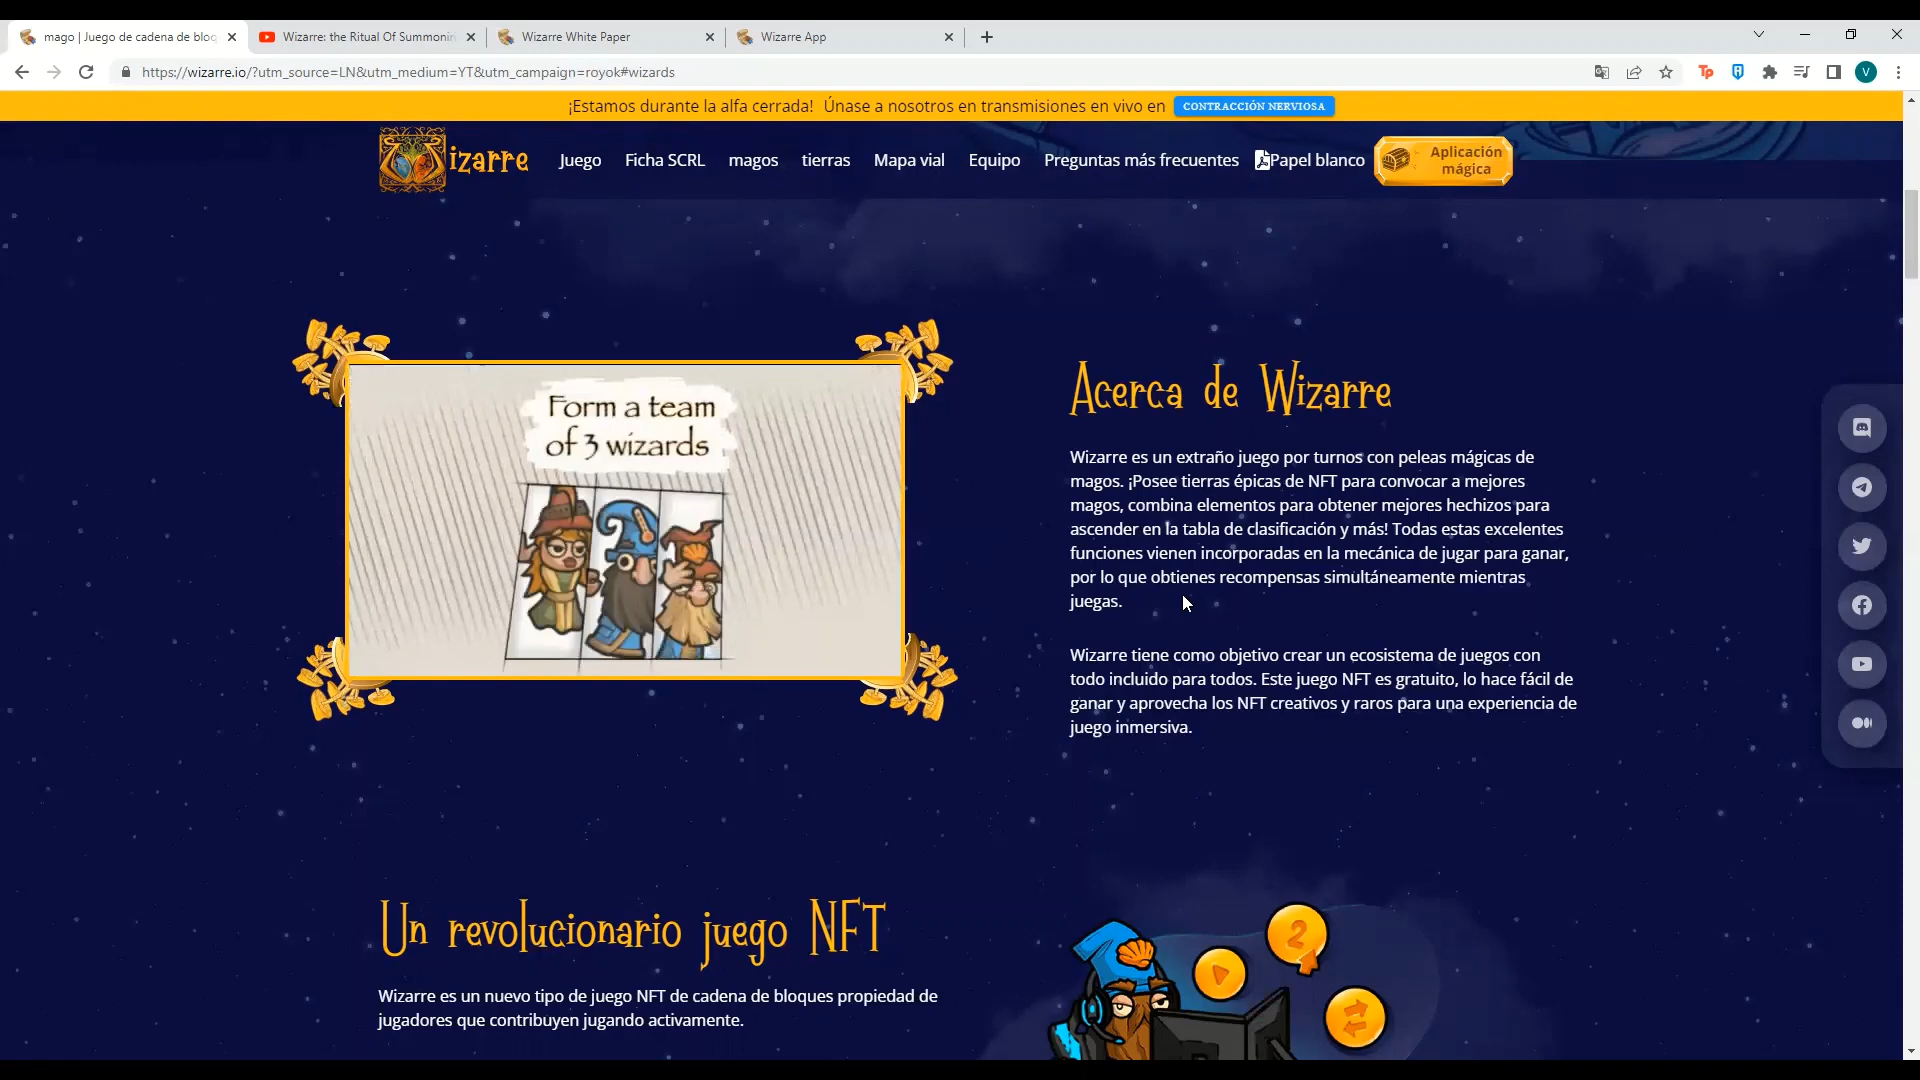 mago | Juego de cadena de bloq
Wizarre: the Ritual Of Summonin
Wizarre White Paper
Wizarre App
https://wizarre.io/?utm_source=LN&utm_medium=YT&utm_campaign=royok#wizards
Tp
V
¡Estamos durante la alfa cerrada! Únase a nosotros en transmisiones en vivo en CONTRACCIÓN NERVIOSA
Wizarre
Juego
Ficha SCRL
magos
tierras
Mapa vial
Equipo
Preguntas más frecuentes
Papel blanco
Aplicación
mágica
Form a team
of 3 wizards
Acerca de Wizarre
Wizarre es un extraño juego por turnos con peleas mágicas de
magos. ¡Posee tierras épicas de NFT para convocar a mejores
magos, combina elementos para obtener mejores hechizos para
ascender en la tabla de clasificación y más! Todas estas excelentes
funciones vienen incorporadas en la mecánica de jugar para ganar,
por lo que obtienes recompensas simultáneamente mientras
juegas.
Wizarre tiene como objetivo crear un ecosistema de juegos con
todo incluido para todos. Este juego NFT es gratuito, lo hace fácil de
ganar y aprovecha los NFT creativos y raros para una experiencia de
juego inmersiva.
Un revolucionario juego NFT
Wizarre es un nuevo tipo de juego NFT de cadena de bloques propiedad de
jugadores que contribuyen jugando activamente.
2